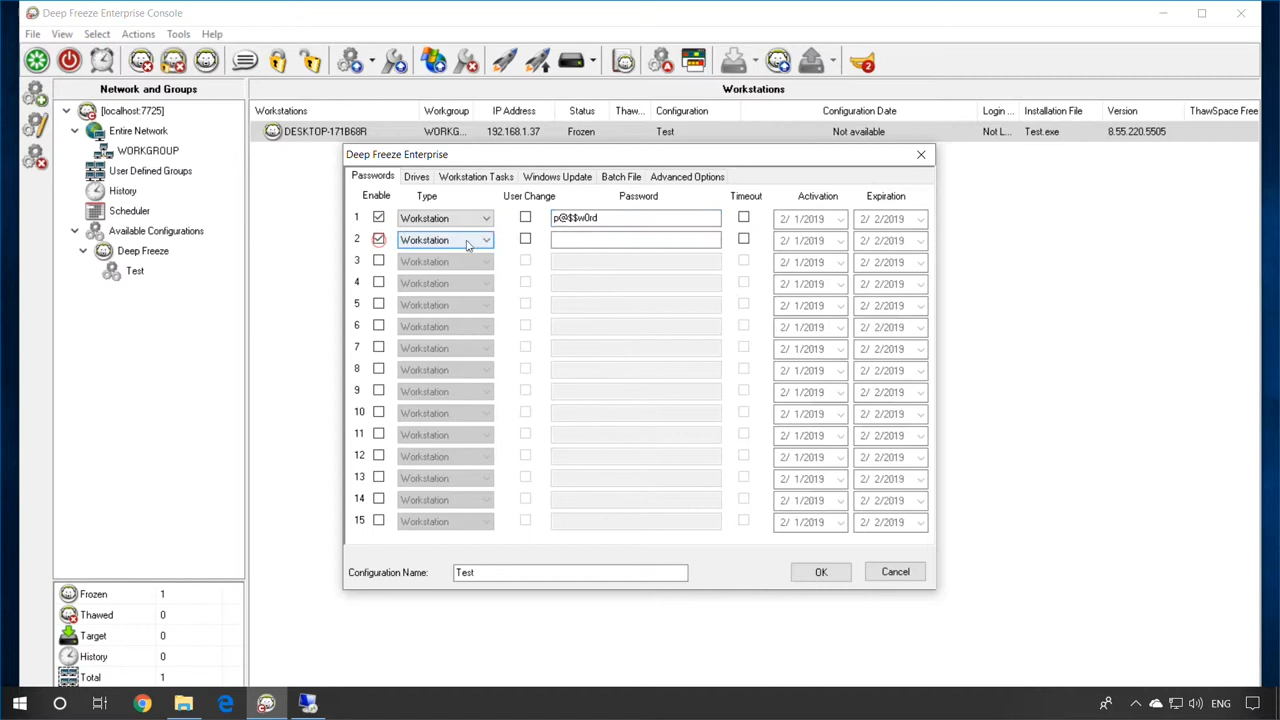 Deep Freeze Enterprise Console
File View Select Actions Tools Help
Network and Groups
Workstations
[localhost:7725]
Entire Network
WORKGROUP
User Defined Groups
History
Scheduler
Available Configurations
Deep Freeze
Test
Workstations Workgroup IP Address Status Thaw... Configuration Configuration Date Login ... Installation File Version ThawSpace Free
DESKTOP-171B68R WORKG... 192.168.1.37 Frozen Test Not available Not L... Test.exe 8.55.220.5505
Deep Freeze Enterprise
Passwords Drives Workstation Tasks Windows Update Batch File Advanced Options
Enable Type User Change Password Timeout Activation Expiration
1 Workstation p@$$w0rd 2/ 1/2019 2/ 2/2019
2 Workstation 2/ 1/2019 2/ 2/2019
3 Workstation 2/ 1/2019 2/ 2/2019
4 Workstation 2/ 1/2019 2/ 2/2019
5 Workstation 2/ 1/2019 2/ 2/2019
6 Workstation 2/ 1/2019 2/ 2/2019
7 Workstation 2/ 1/2019 2/ 2/2019
8 Workstation 2/ 1/2019 2/ 2/2019
9 Workstation 2/ 1/2019 2/ 2/2019
10 Workstation 2/ 1/2019 2/ 2/2019
11 Workstation 2/ 1/2019 2/ 2/2019
12 Workstation 2/ 1/2019 2/ 2/2019
13 Workstation 2/ 1/2019 2/ 2/2019
14 Workstation 2/ 1/2019 2/ 2/2019
15 Workstation 2/ 1/2019 2/ 2/2019
Configuration Name: Test OK Cancel
Frozen 1
Thawed 0
Target 0
History 0
Total 1
ENG